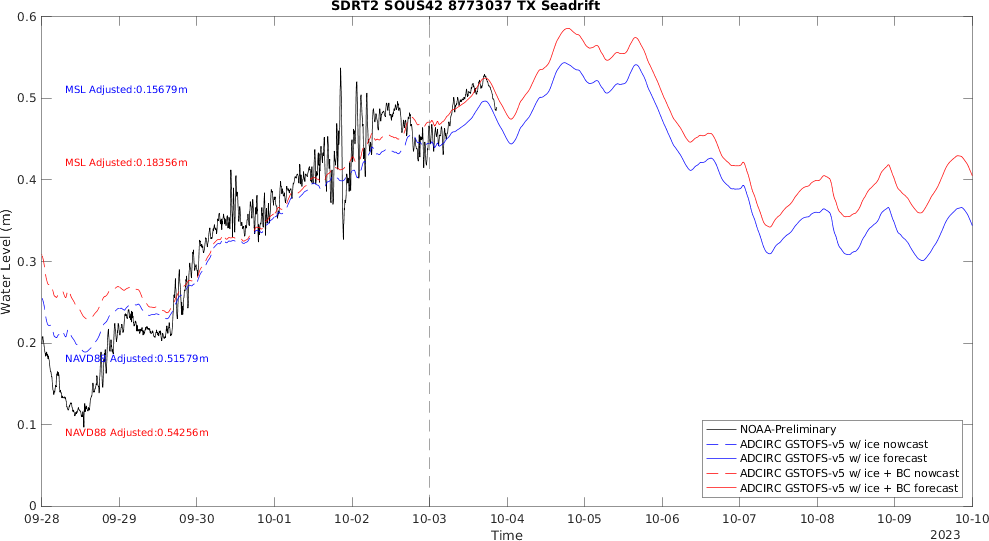 SDRT2 SOUS42 8773037 TX Seadrift
Water Level (m)
0.6
0.5
0.4
0.3
0.2
0.1
0
MSL Adjusted:0.15679m
MSL Adjusted:0.18356m
NAVD88 Adjusted:0.51579m
NAVD88 Adjusted:0.54256m
NOAA-Preliminary
ADCIRC GSTOFS-v5 w/ ice nowcast
ADCIRC GSTOFS-v5 w/ ice forecast
ADCIRC GSTOFS-v5 w/ ice + BC nowcast
ADCIRC GSTOFS-v5 w/ ice + BC forecast
09-28 09-29 09-30 10-01 10-02 10-03 10-04 10-05 10-06 10-07 10-08 10-09 10-10
Time
2023